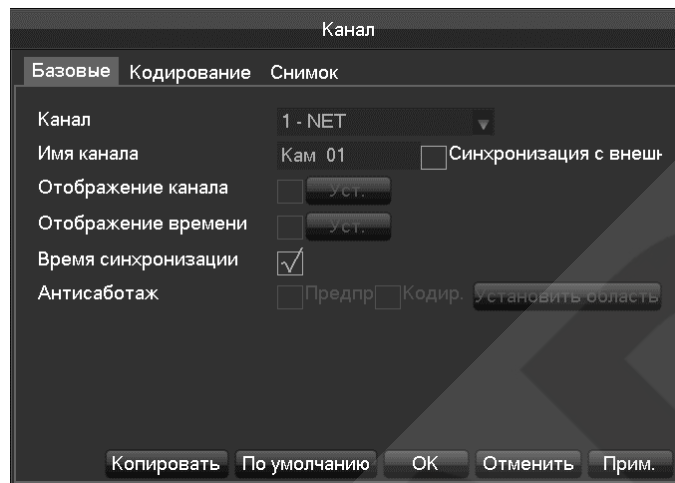 Канал
Базовые Кодирование Снимок
Канал 1 - NET
Имя канала Кам 01 Синхронизация с внешн
Отображение канала Уст.
Отображение времени Уст.
Время синхронизации
Антисаботаж Предпр Кодир. Установить область
Копировать По умолчанию OK Отменить Прим.